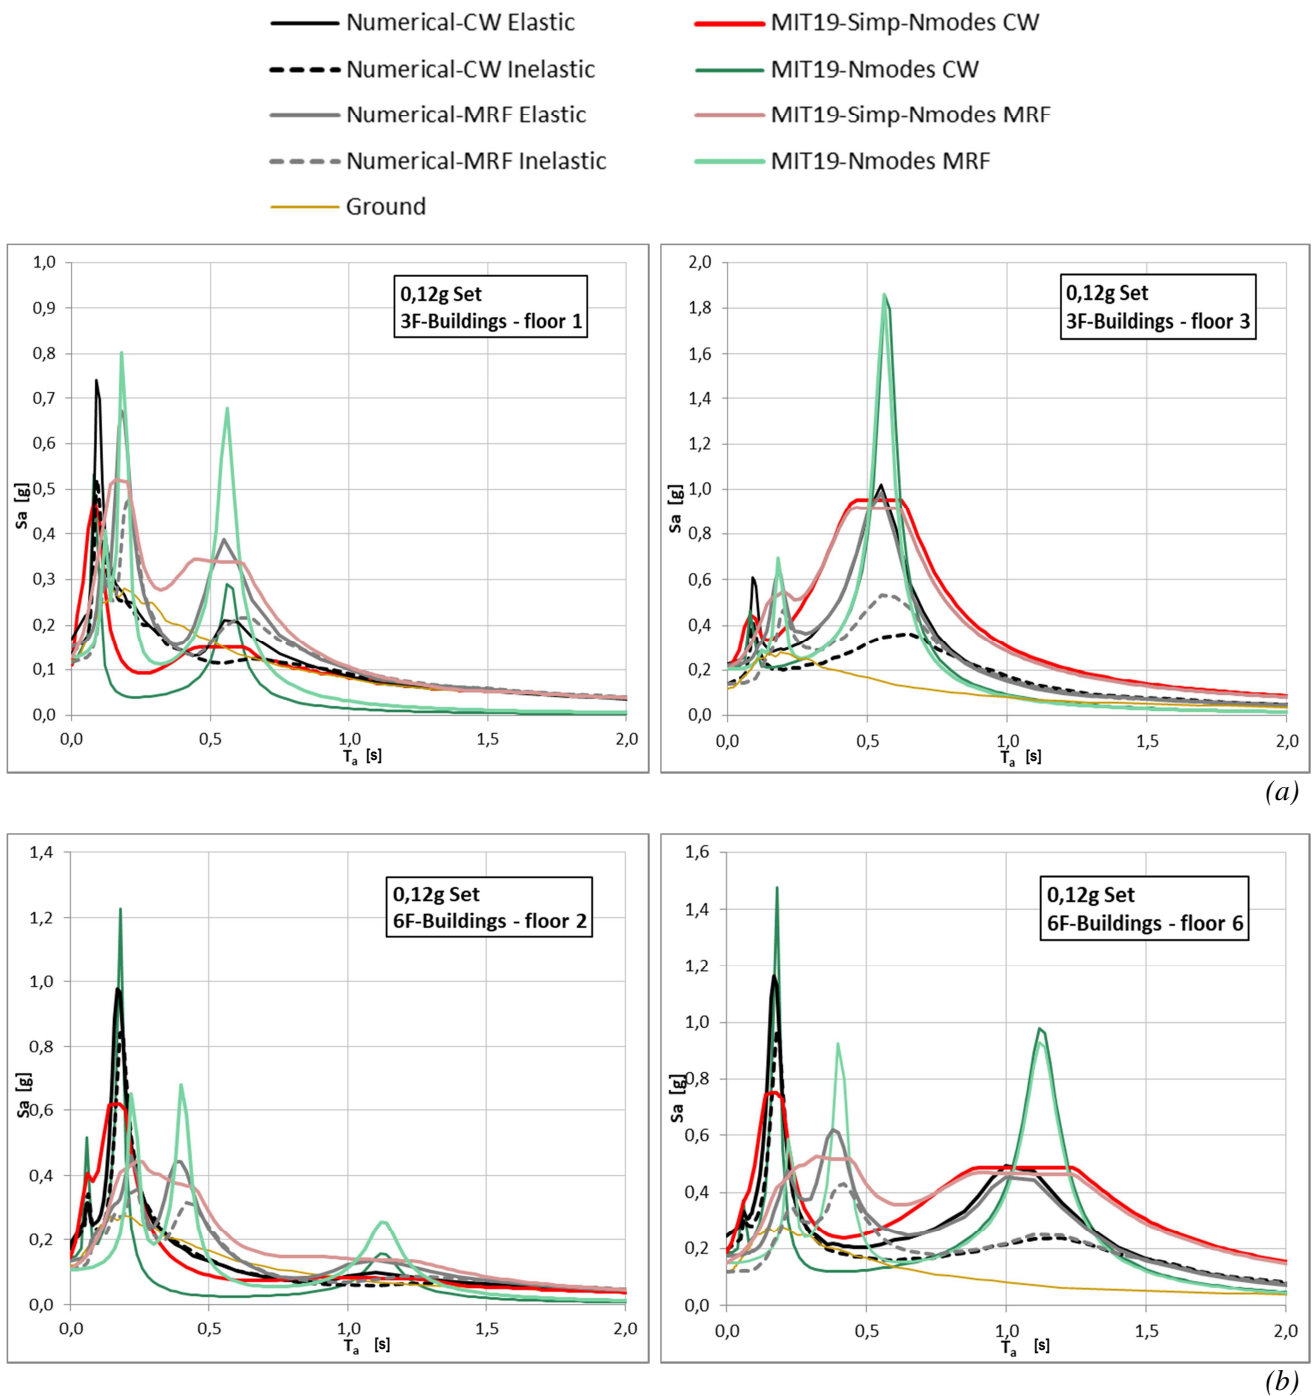 Numerical-CW Elastic
MIT19-Simp-Nmodes CW
Numerical-CW Inelastic
MIT19-Nmodes CW
Numerical-MRF Elastic
MIT19-Simp-Nmodes MRF
Numerical-MRF Inelastic
MIT19-Nmodes MRF
Ground
1,0
0,9
0,8
0,7
0,6
0,5
0,4
0,3
0,2
0,1
0,0
Sa [g]
0,12g Set
3F-Buildings - floor 1
0,0 0,5 1,0 1,5 2,0
Ta [s]
2,0
1,8
1,6
1,4
1,2
1,0
0,8
0,6
0,4
0,2
0,0
Sa [g]
0,12g Set
3F-Buildings - floor 3
0,0 0,5 1,0 1,5 2,0
Ta [s]
(a)
1,4
1,2
1,0
0,8
0,6
0,4
0,2
0,0
Sa [g]
0,12g Set
6F-Buildings - floor 2
0,0 0,5 1,0 1,5 2,0
Ta [s]
1,6
1,4
1,2
1,0
0,8
0,6
0,4
0,2
0,0
Sa [g]
0,12g Set
6F-Buildings - floor 6
0,0 0,5 1,0 1,5 2,0
Ta [s]
(b)